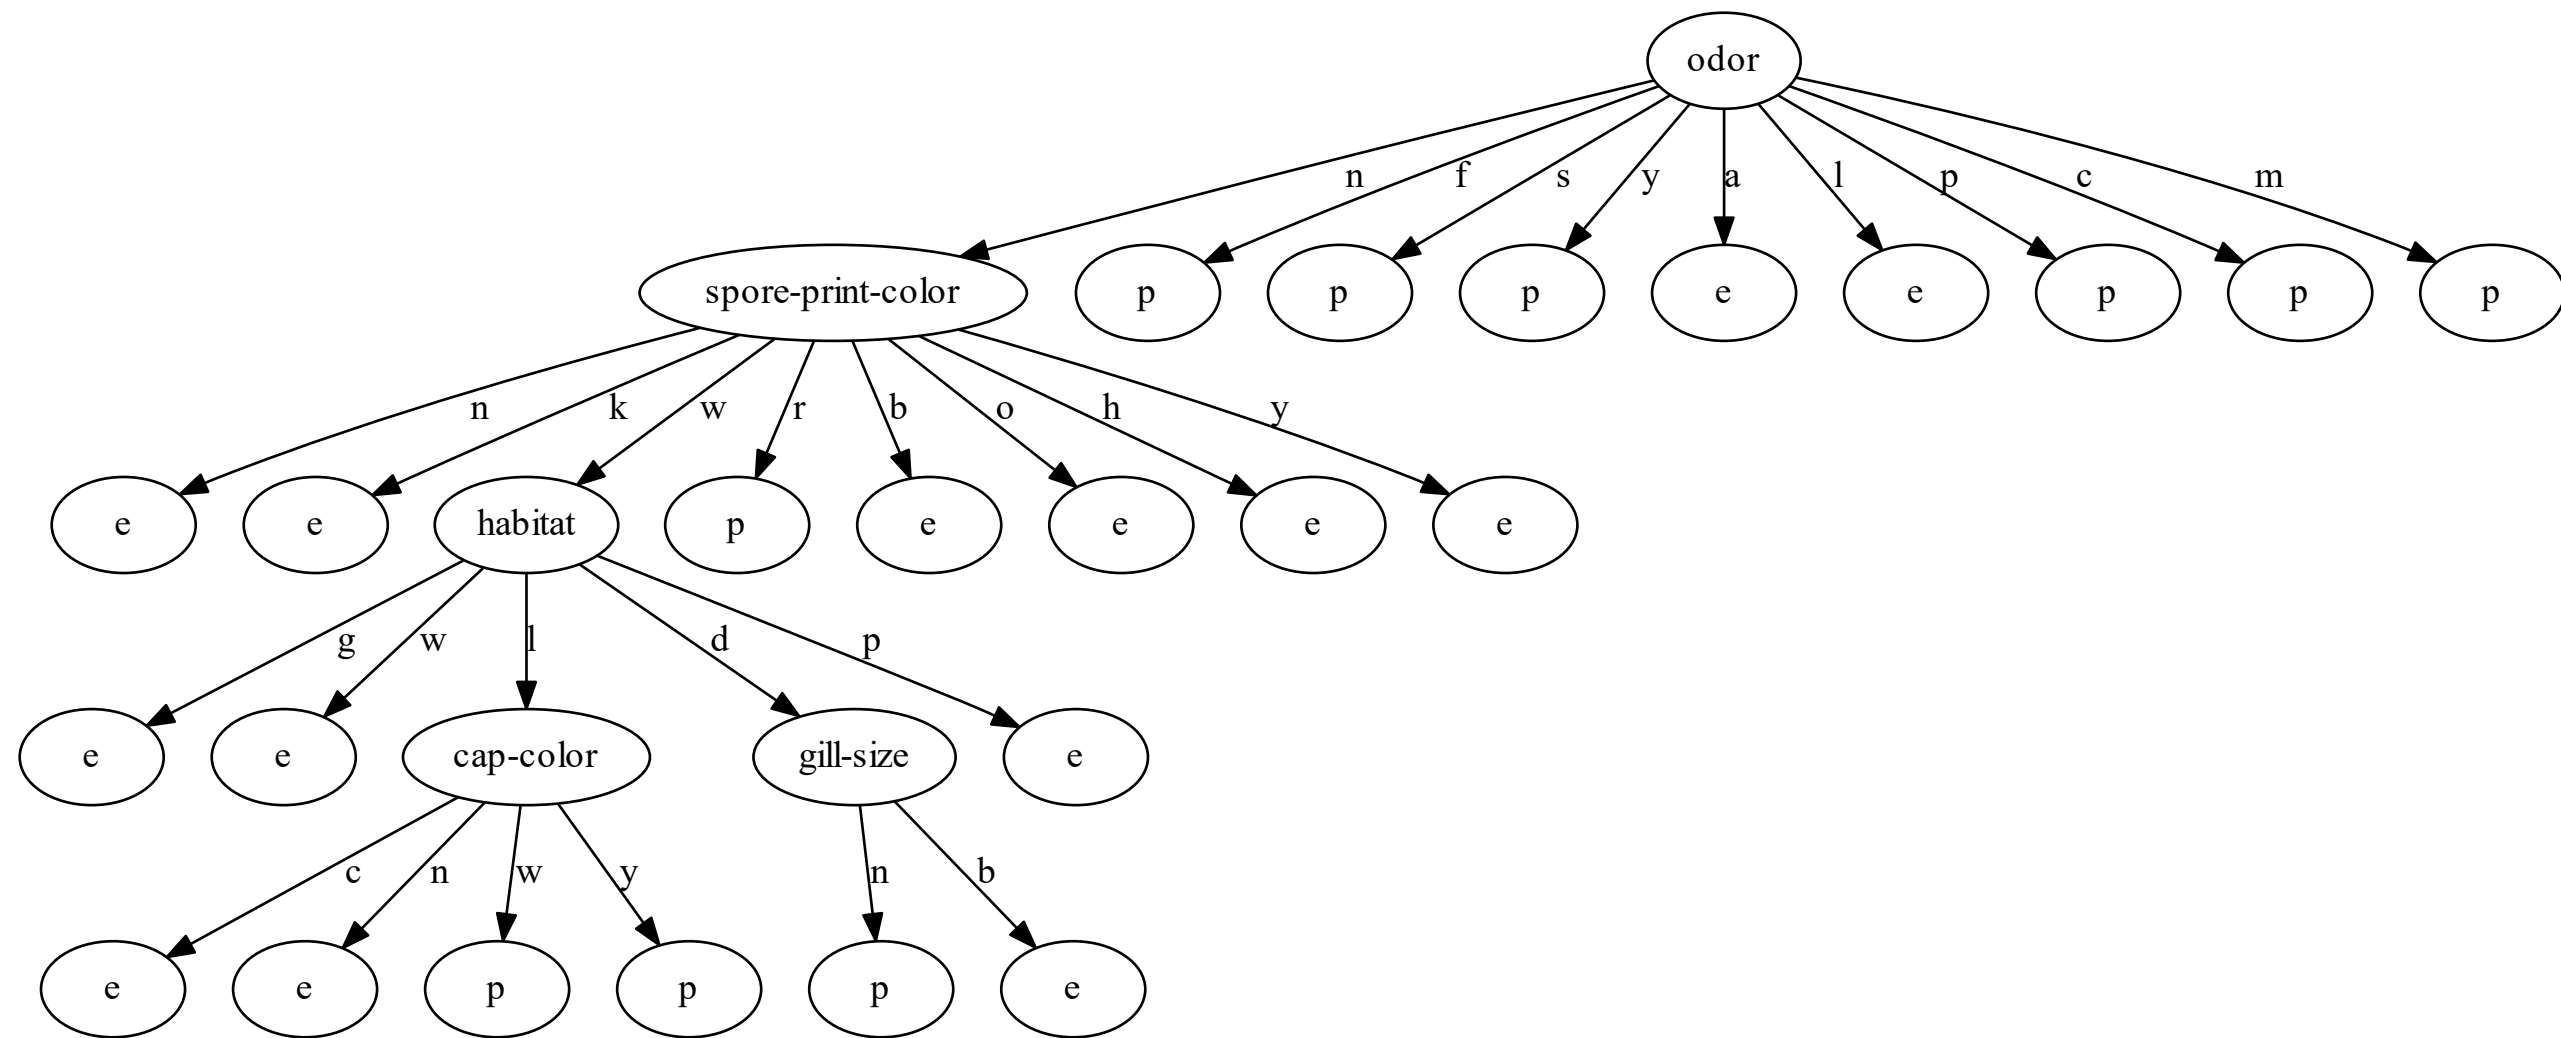 odor
n f s y a l p c m
spore-print-color p p p e e p p p
n k w r b o h y
e e habitat p e e e e
g w l d p
e e cap-color gill-size e
c n w y n b
e e p p p e